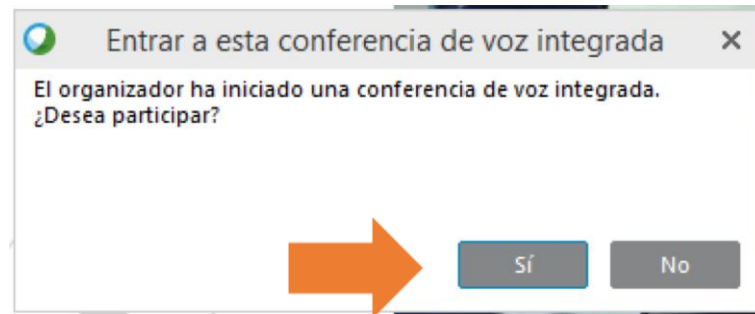 Entrar a esta conferencia de voz integrada
El organizador ha iniciado una conferencia de voz integrada.
¿Desea participar?
Sí No